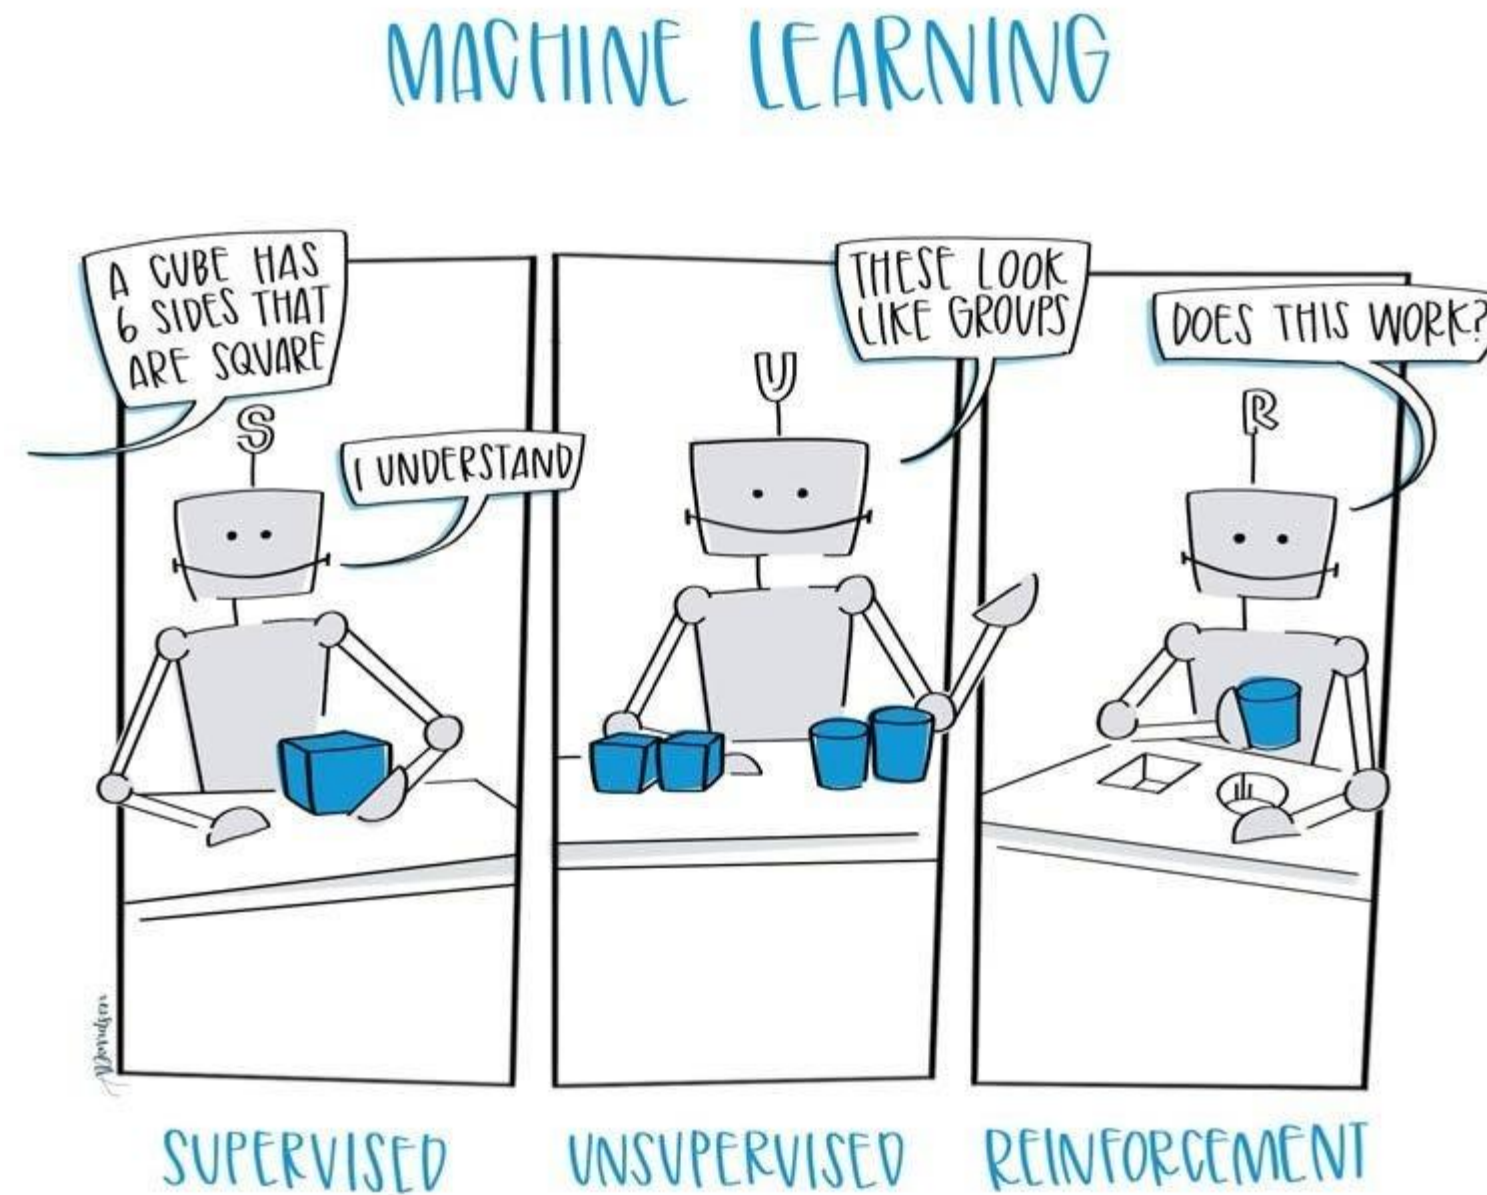 MACHINE LEARNING
A CUBE HAS
6 SIDES THAT
ARE SQUARE
S
I UNDERSTAND
U
THESE LOOK
LIKE GROUPS
R
DOES THIS WORK?
SUPERVISED
UNSUPERVISED
REINFORCEMENT